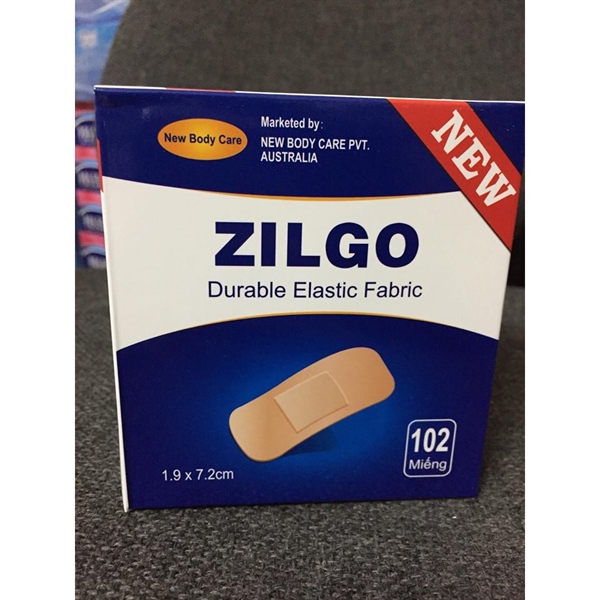 New Body Care
Marketed by:
NEW BODY CARE PVT.
AUSTRALIA
NEW
ZILGO
Durable Elastic Fabric
1.9 x 7.2cm
102
Miếng